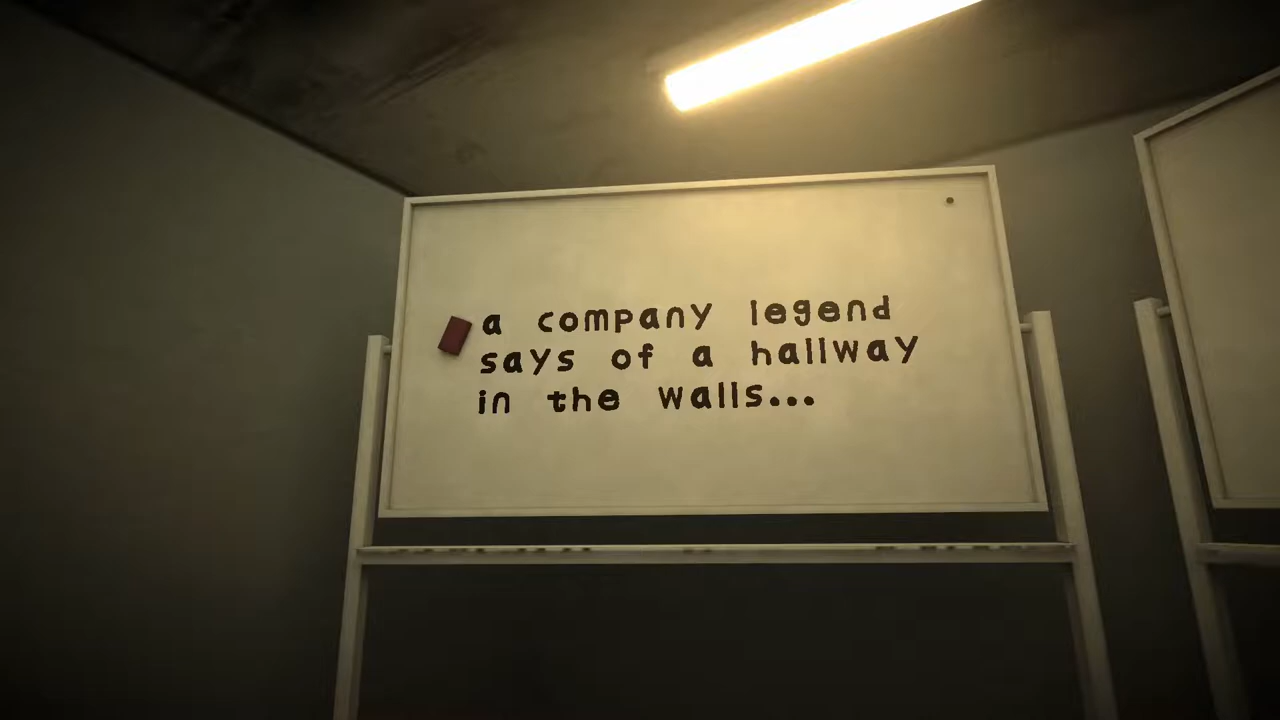 a company legend
says of a hallway
in the walls...